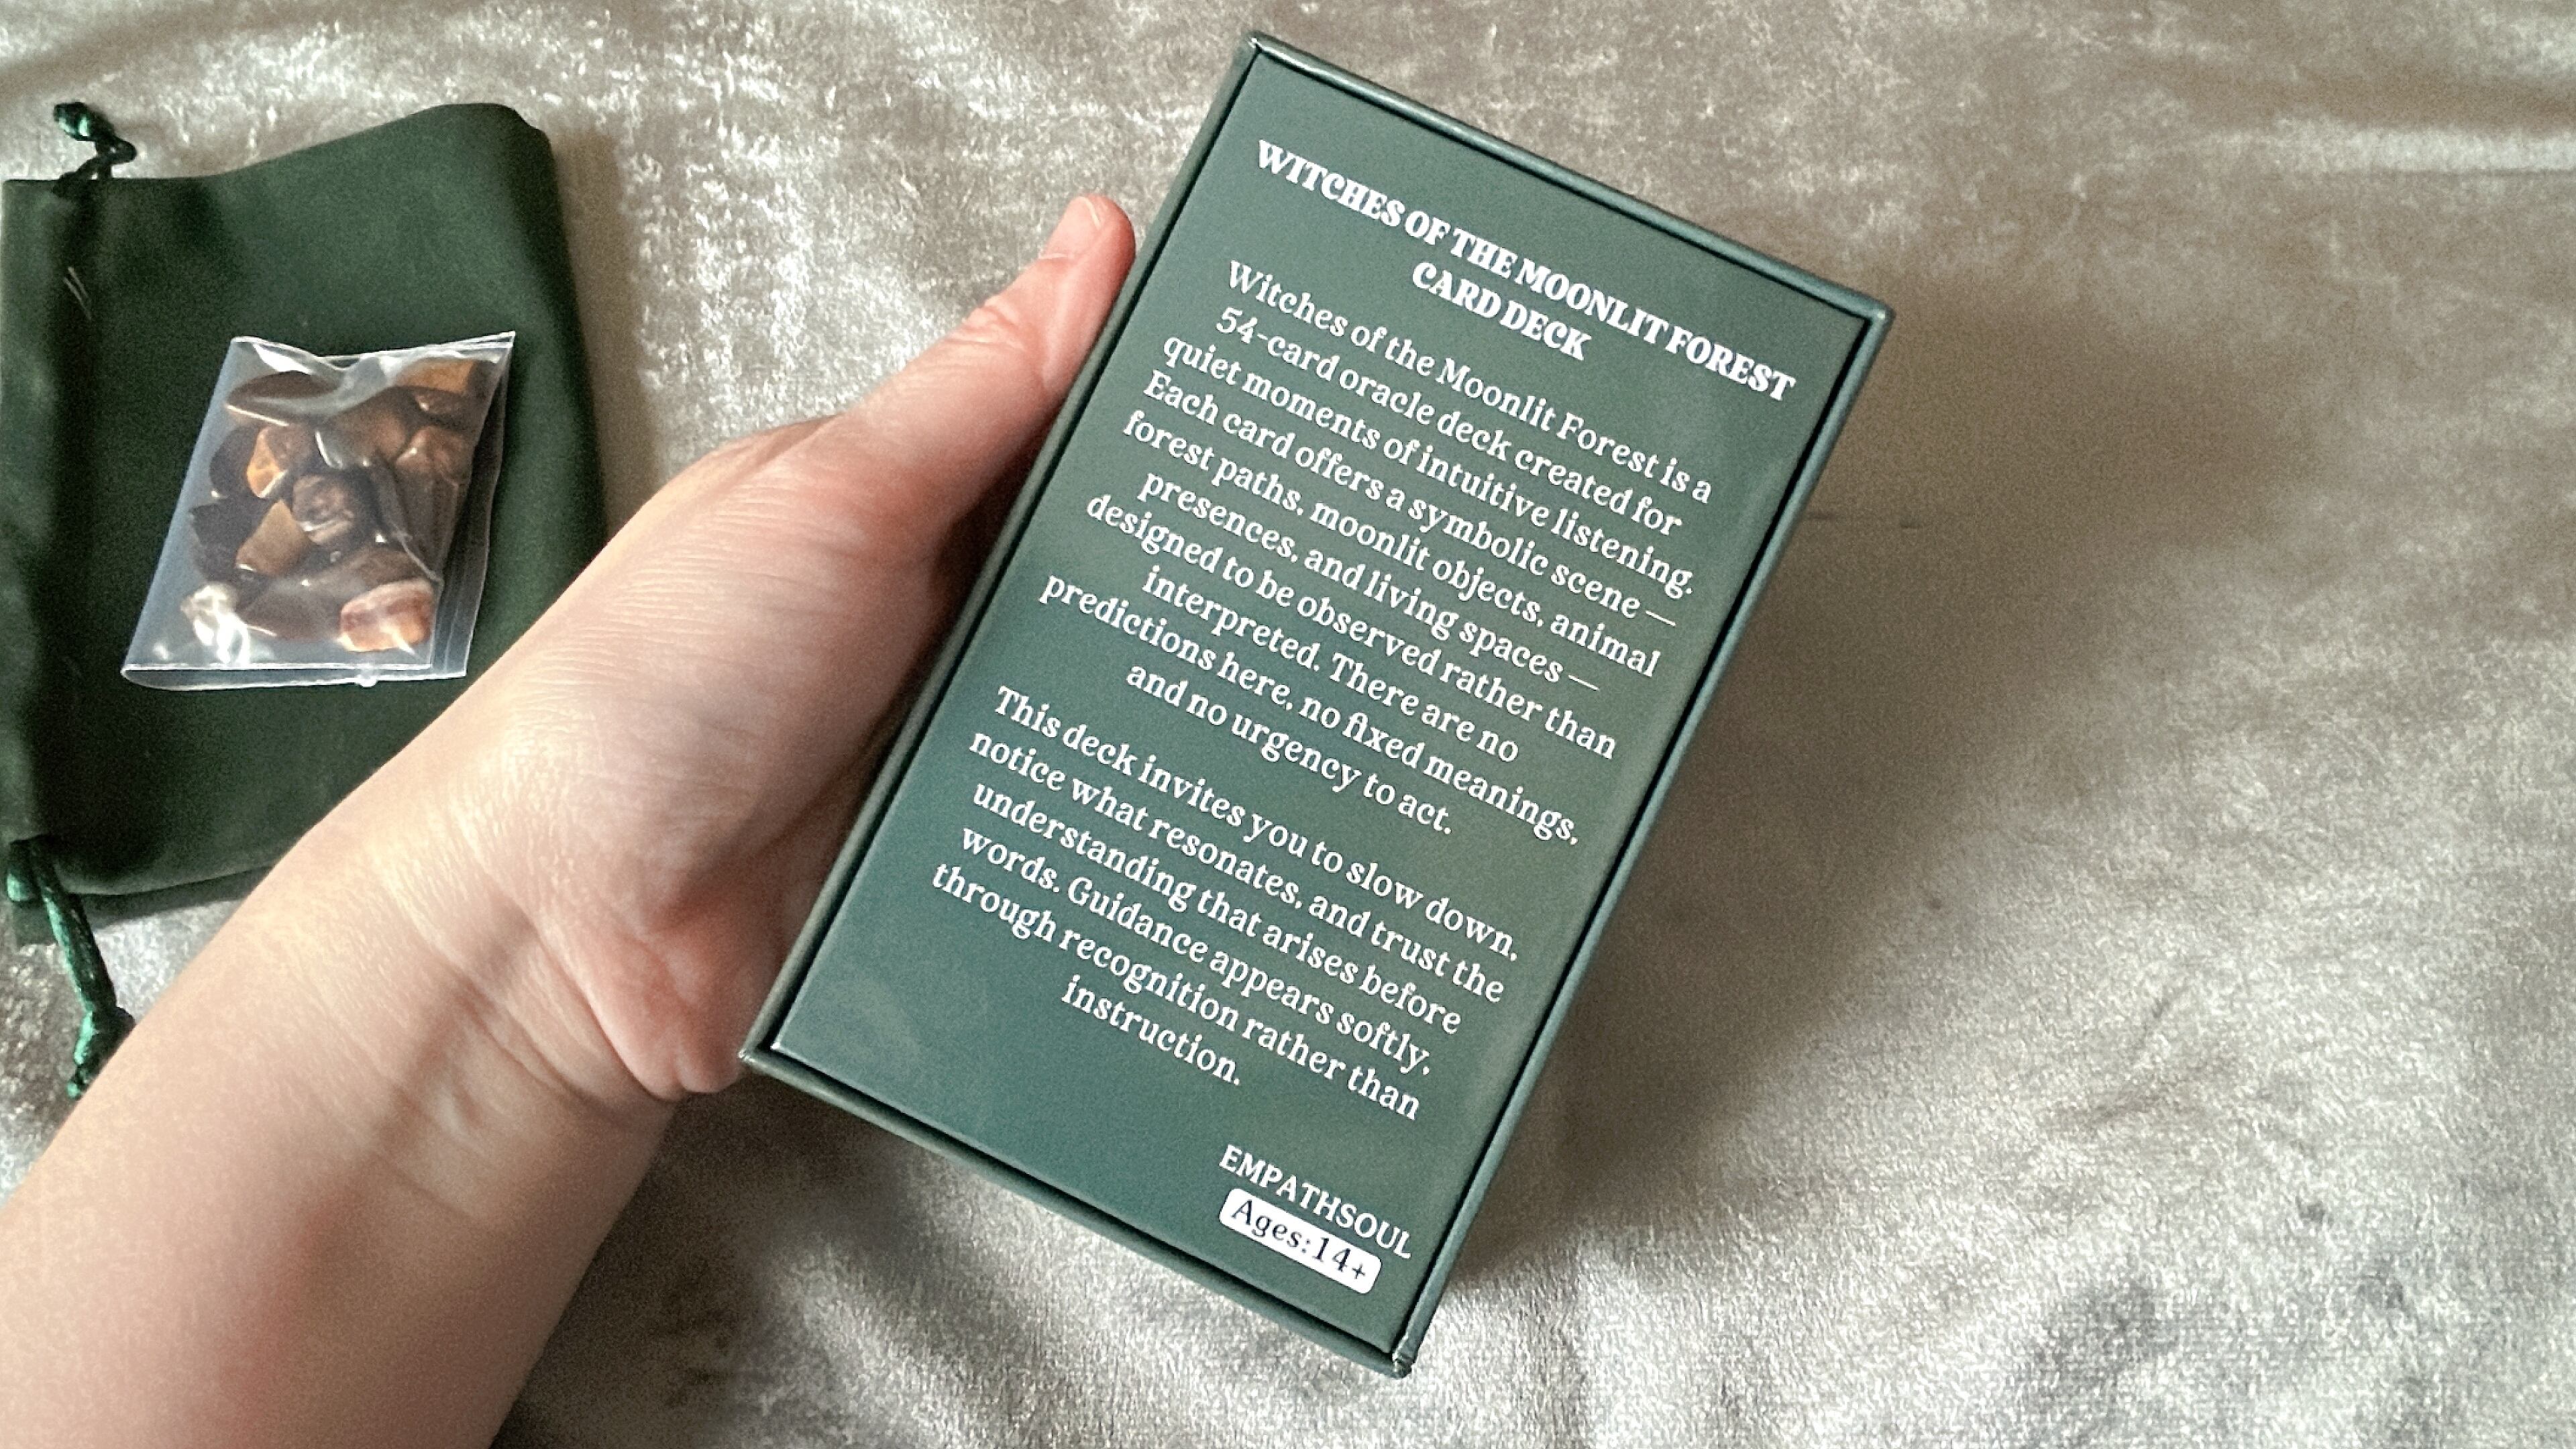 WITCHES OF THE MOONLIT FOREST
CARD DECK
Witches of the Moonlit Forest is a
54-card oracle deck created for
quiet moments of intuitive listening.
Each card offers a symbolic scene —
forest paths, moonlit objects, animal
presences, and living spaces —
designed to be observed rather than
interpreted. There are no
predictions here, no fixed meanings,
and no urgency to act.
This deck invites you to slow down,
notice what resonates, and trust the
understanding that arises before
words. Guidance appears softly,
through recognition rather than
instruction.
EMPATHSOUL
Ages:14+